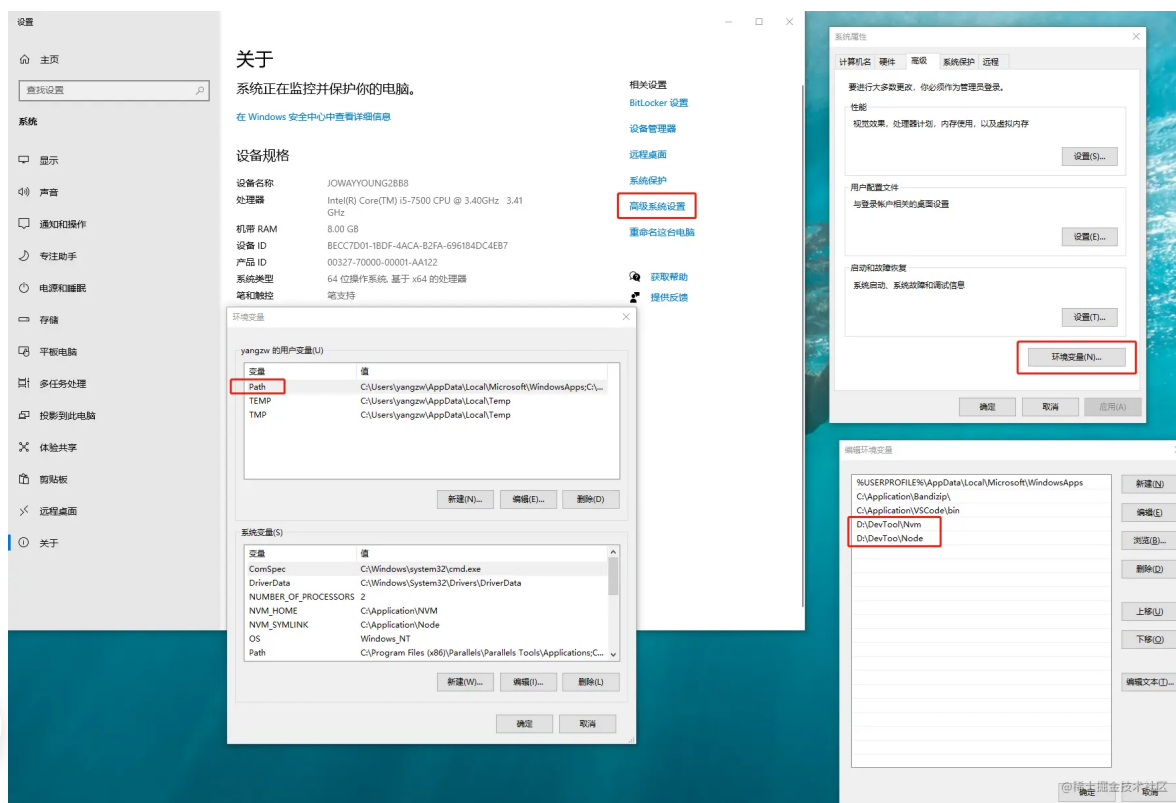 设置
主页
查找设置
系统
显示
声音
通知和操作
专注助手
电源和睡眠
存储
平板电脑
多任务处理
投影到此电脑
体验共享
剪贴板
远程桌面
关于
关于
系统正在监控并保护你的电脑。
在 Windows 安全中心中查看详细信息
设备规格
设备名称 JOWAYYOUNG2BB8
处理器 Intel(R) Core(TM) i5-7500 CPU @ 3.40GHz 3.41
GHz
机带 RAM 8.00 GB
设备 ID BECC7D01-1BDF-4ACA-B2FA-696184DC4EB7
产品 ID 00327-70000-00001-AA122
系统类型 64 位操作系统, 基于 x64 的处理器
笔和触控 笔支持
相关设置
BitLocker 设置
设备管理器
远程桌面
系统保护
高级系统设置
重命名这台电脑
获取帮助
提供反馈
环境变量
yangzw 的用户变量(U)
变量 值
Path C:\Users\yangzw\AppData\Local\Microsoft\WindowsApps;C:\...
TEMP C:\Users\yangzw\AppData\Local\Temp
TMP C:\Users\yangzw\AppData\Local\Temp
新建(N)... 编辑(E)... 删除(D)
系统变量(S)
变量 值
ComSpec C:\Windows\system32\cmd.exe
DriverData C:\Windows\System32\Drivers\DriverData
NUMBER_OF_PROCESSORS 2
NVM_HOME C:\Application\NVM
NVM_SYMLINK C:\Application\Node
OS Windows_NT
Path C:\Program Files (x86)\Parallels\Parallels Tools\Applications;C...
新建(W)... 编辑(I)... 删除(L)
确定 取消
系统属性
计算机名 硬件 高级 系统保护 远程
要进行大多数更改，你必须作为管理员登录。
性能
视觉效果，处理器计划，内存使用，以及虚拟内存
设置(S)...
用户配置文件
与登录帐户相关的桌面设置
设置(E)...
启动和故障恢复
系统启动、系统故障和调试信息
设置(T)...
环境变量(N)...
确定 取消 应用(A)
编辑环境变量
%USERPROFILE%\AppData\Local\Microsoft\WindowsApps
C:\Application\Bandizip\
C:\Application\VSCode\bin
D:\DevTool\Nvm
D:\DevToo\Node
新建(N)
编辑(E)
浏览(B)...
删除(D)
上移(U)
下移(O)
编辑文本(T)...
确定 取消
@稀土掘金技术社区